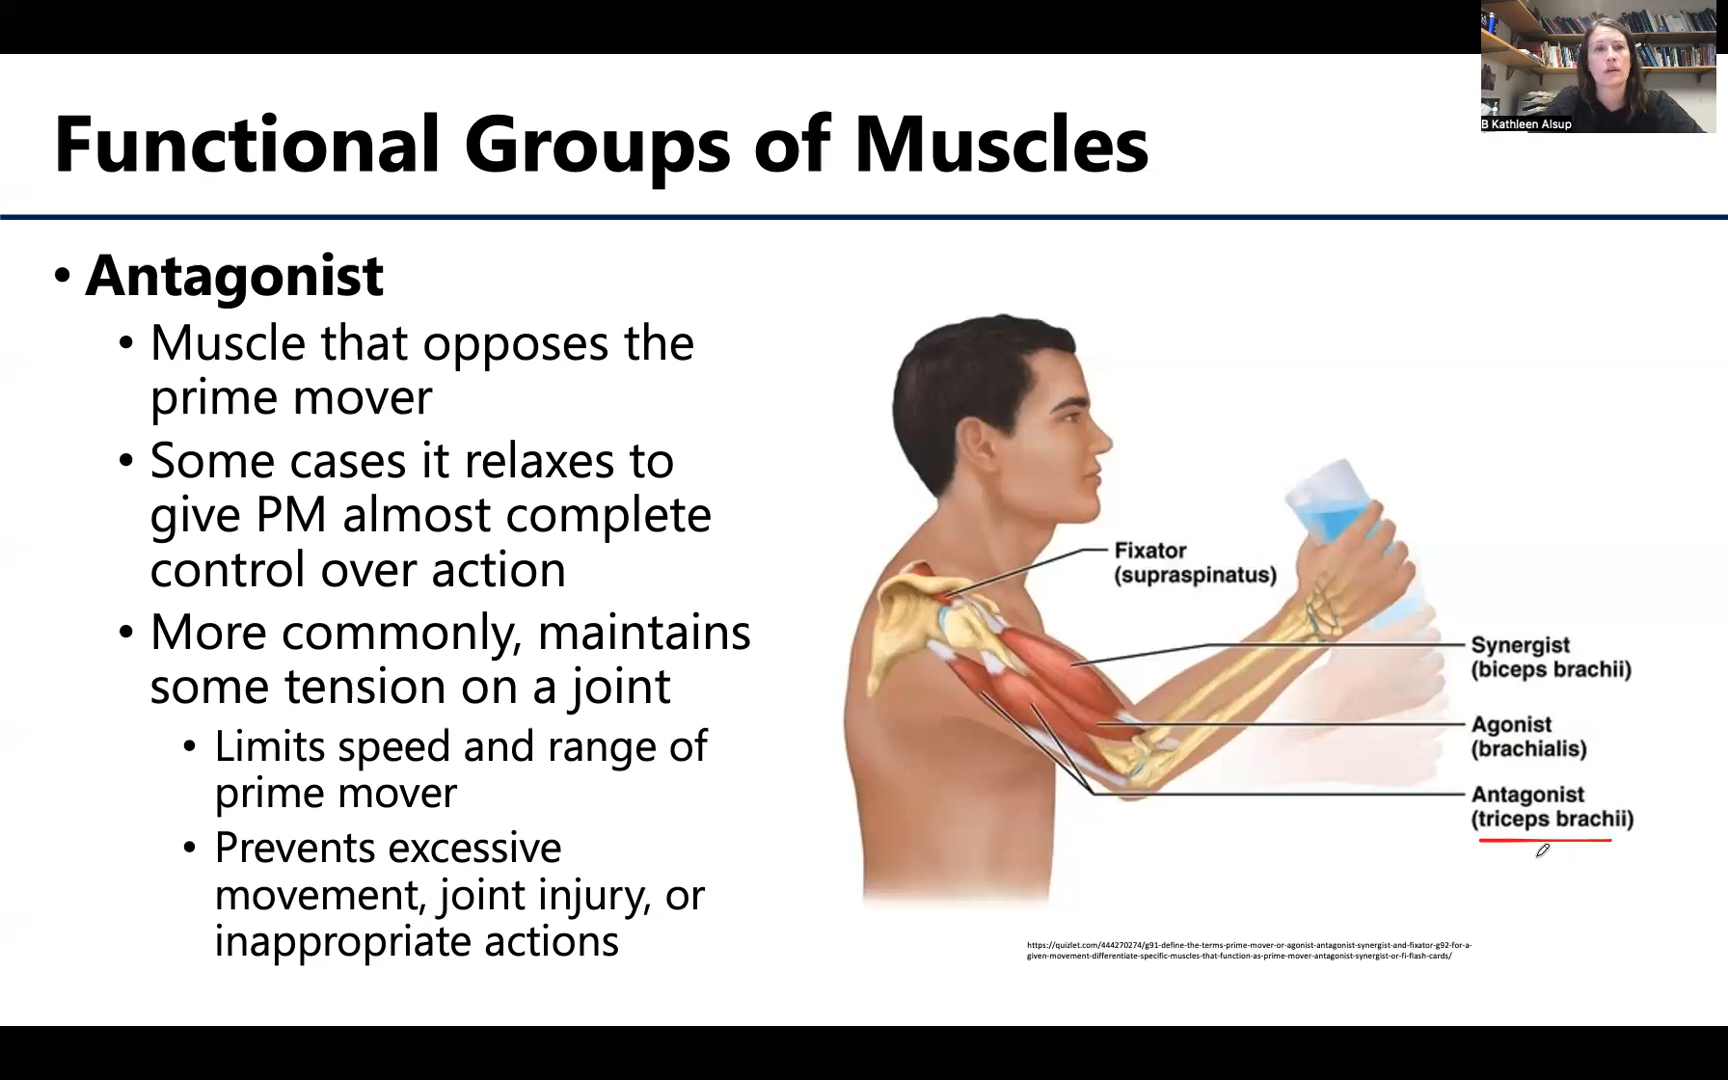 B Kathleen Alsup
Functional Groups of Muscles
• Antagonist
• Muscle that opposes the
prime mover
• Some cases it relaxes to
give PM almost complete
control over action
• More commonly, maintains
some tension on a joint
• Limits speed and range of
prime mover
• Prevents excessive
movement, joint injury, or
inappropriate actions
Fixator
(supraspinatus)
Synergist
(biceps brachii)
Agonist
(brachialis)
Antagonist
(triceps brachii)
https://quizlet.com/444270274/g91-define-the-terms-prime-mover-or-agonist-antagonist-synergist-and-fixator-g92-for-a-
given-movement-differentiate-specific-muscles-that-function-as-prime-mover-antagonist-synergist-or-fi-flash-cards/